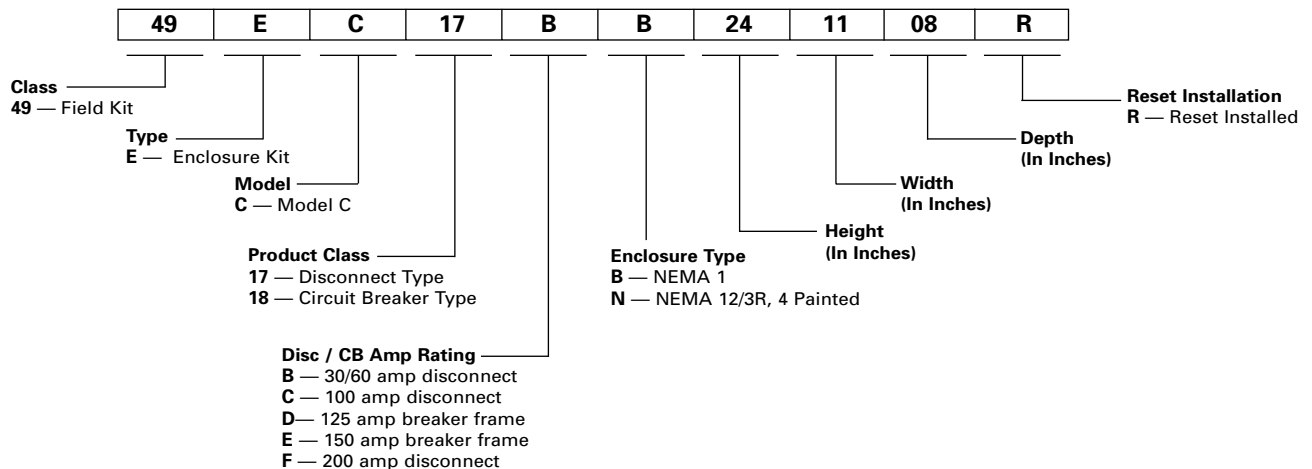 49 E C 17 B B 24 11 08 R
Class
49 — Field Kit
Type
E — Enclosure Kit
Model
C — Model C
Product Class
17 — Disconnect Type
18 — Circuit Breaker Type
Disc / CB Amp Rating
B — 30/60 amp disconnect
C — 100 amp disconnect
D— 125 amp breaker frame
E — 150 amp breaker frame
F — 200 amp disconnect
Enclosure Type
B — NEMA 1
N — NEMA 12/3R, 4 Painted
Height
(In Inches)
Width
(In Inches)
Depth
(In Inches)
Reset Installation
R — Reset Installed